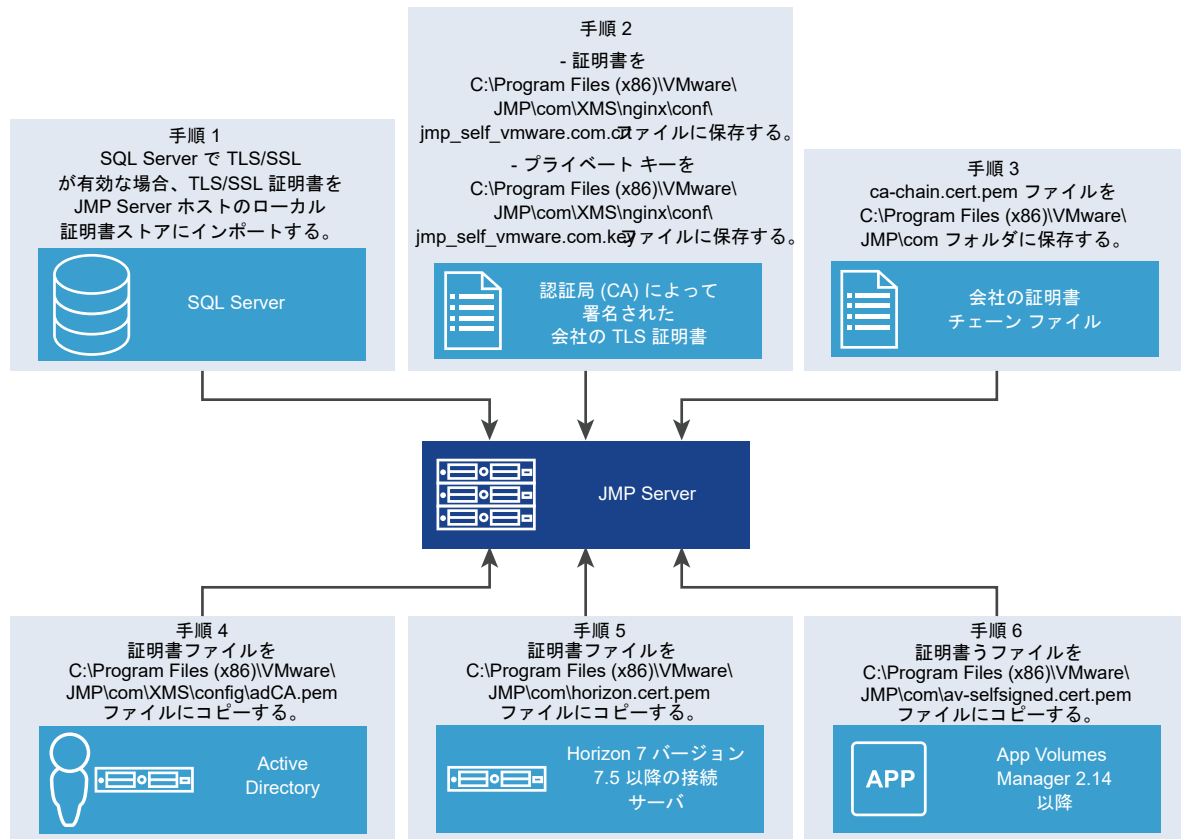 手順 1
SQL Server で TLS/SSL
が有効な場合、TLS/SSL 証明書を
JMP Server ホストのローカル
証明書ストアにインポートする。
SQL Server
手順 2
- 証明書を
C:\Program Files (x86)\VMware\
JMP\com\XMS\nginx\conf\
jmp_self_vmware.com.crt ファイルに保存する。
- プライベート キーを
C:\Program Files (x86)\VMware\
JMP\com\XMS\nginx\conf\
jmp_self_vmware.com.key ファイルに保存する。
認証局 (CA) によって
署名された
会社の TLS 証明書
手順 3
ca-chain.cert.pem ファイルを
C:\Program Files (x86)\VMware\
JMP\com フォルダに保存する。
会社の証明書
チェーン ファイル
JMP Server
手順 4
証明書ファイルを
C:\Program Files (x86)\VMware\
JMP\com\XMS\config\adCA.pem
ファイルにコピーする。
Active
Directory
手順 5
証明書ファイルを
C:\Program Files (x86)\VMware\
JMP\com\horizon.cert.pem
ファイルにコピーする。
Horizon 7 バージョン
7.5 以降の接続
サーバ
手順 6
証明書うファイルを
C:\Program Files (x86)\VMware\
JMP\com\av-selfsigned.cert.pem
ファイルにコピーする。
APP
App Volumes
Manager 2.14
以降